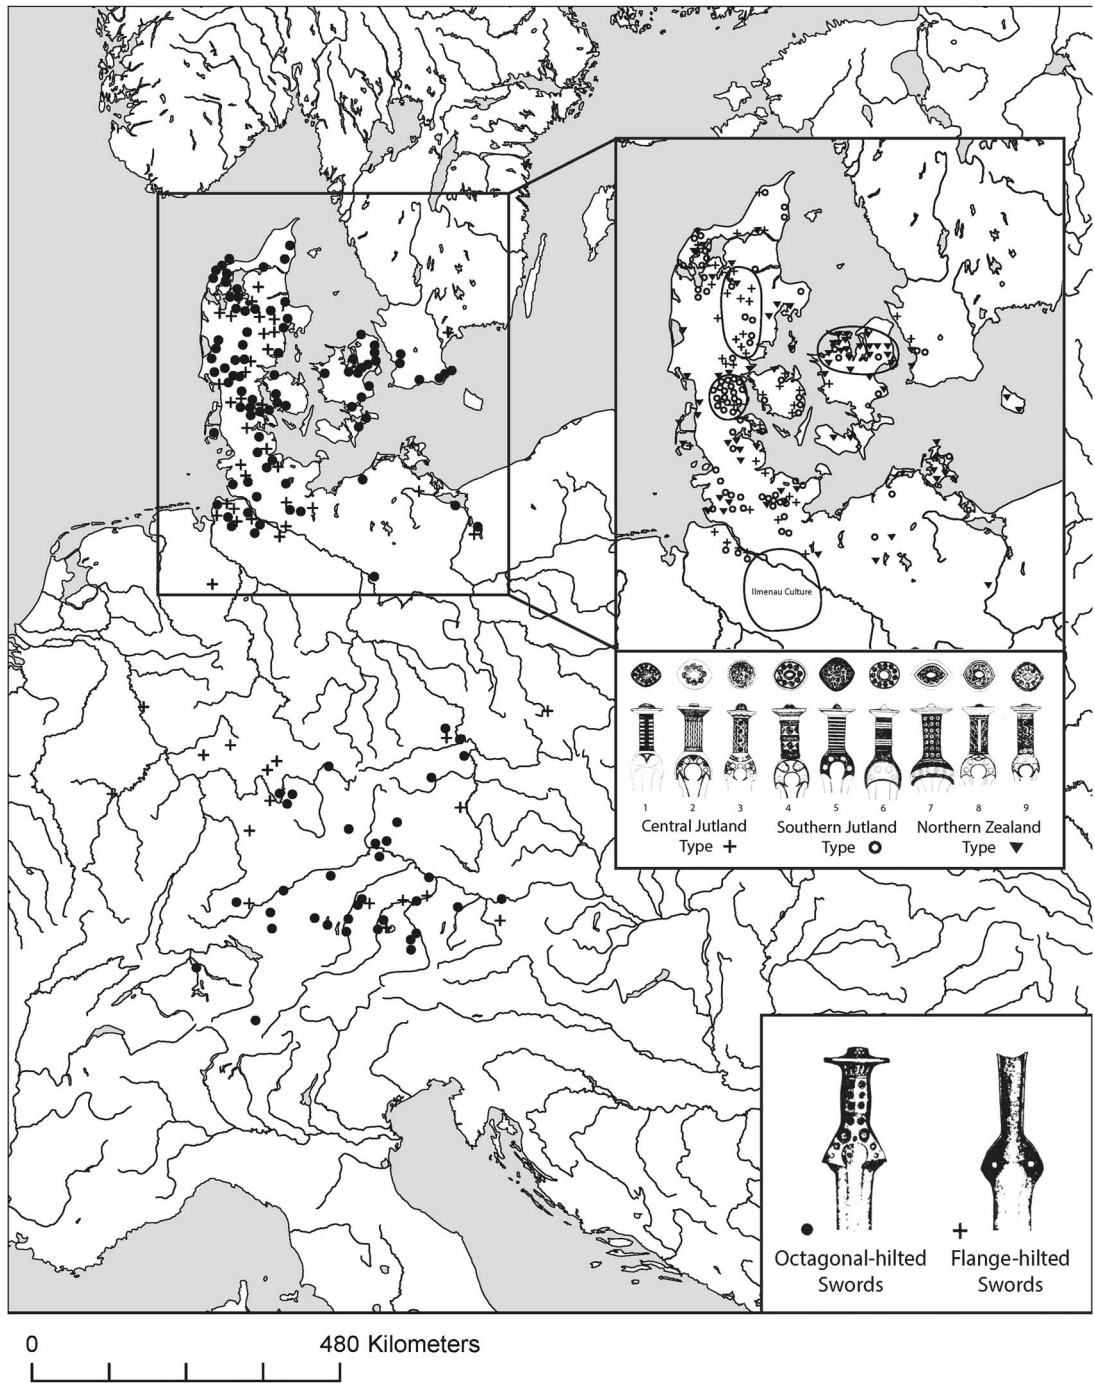 Ilmenau Culture
1 2 3 4 5 6 7 8 9
Central Jutland Southern Jutland Northern Zealand
Type Type Type
Octagonal-hilted Flange-hilted
Swords Swords
0 480 Kilometers